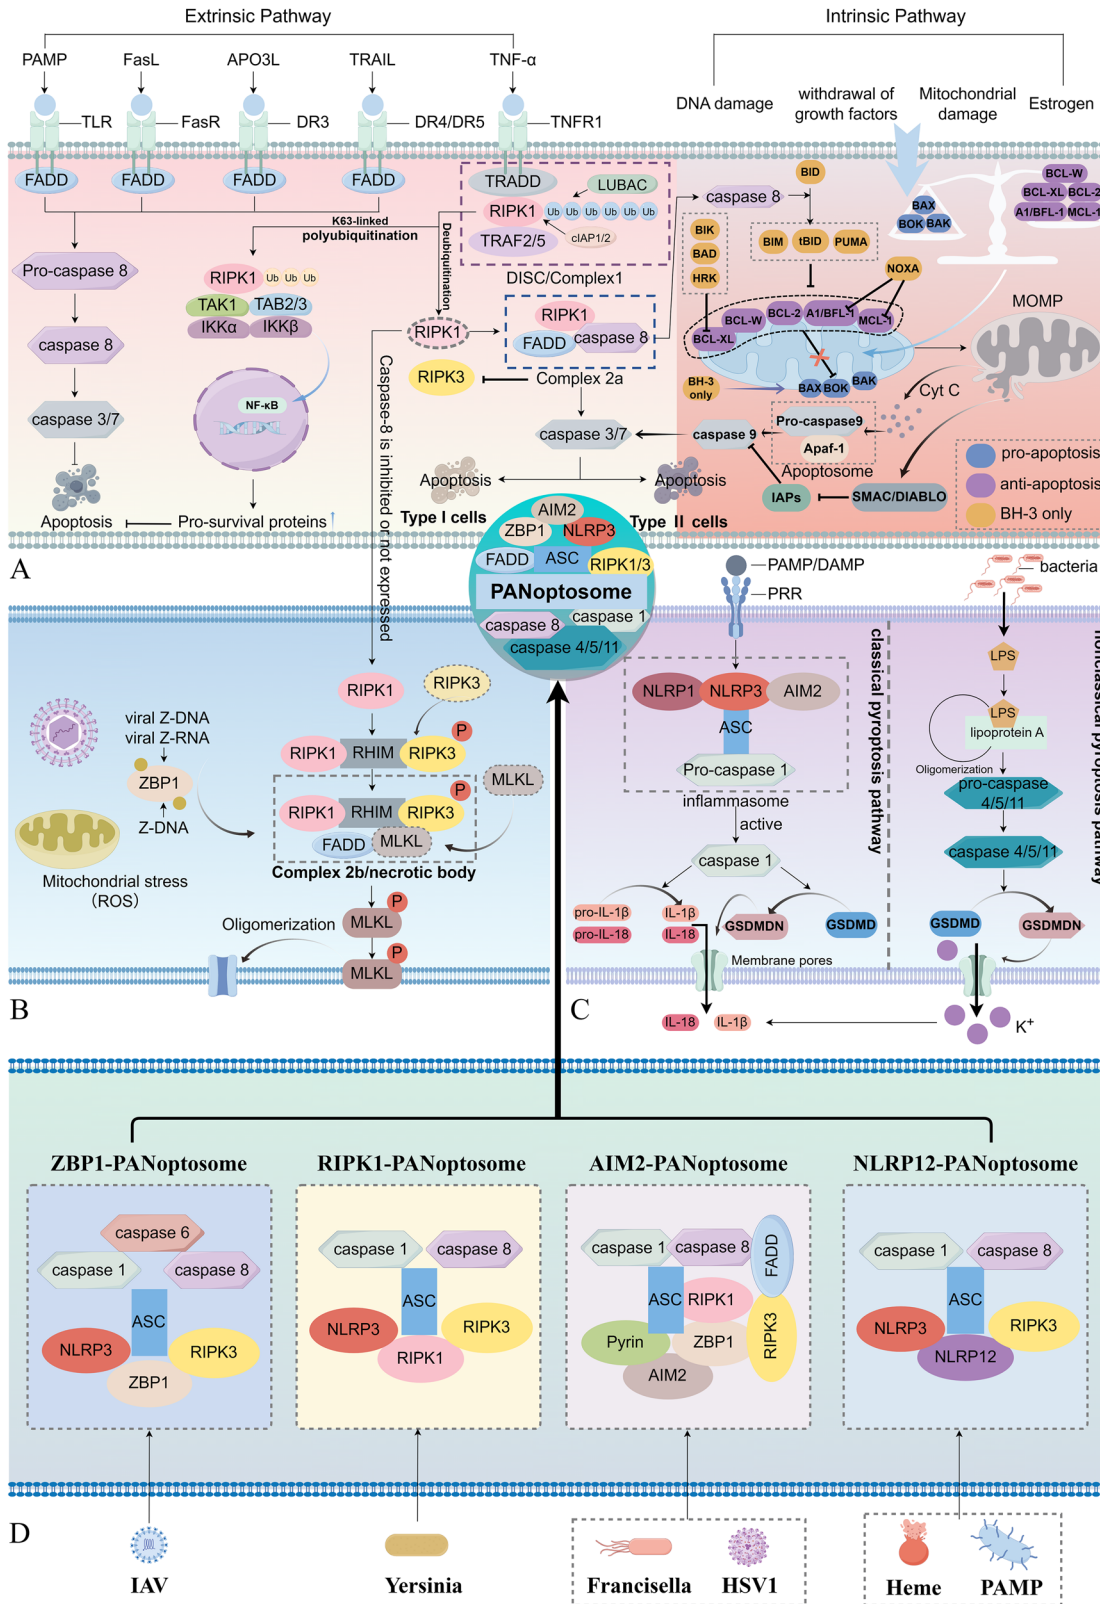 Extrinsic Pathway
Intrinsic Pathway
PAMP
FasL
APO3L
TRAIL
TNF-α
DNA damage
withdrawal of
growth factors
Mitochondrial
damage
Estrogen
TLR
FasR
DR3
DR4/DR5
TNFR1
FADD
FADD
FADD
FADD
TRADD
LUBAC
RIPK1
Ub Ub Ub Ub Ub Ub
cIAP1/2
TRAF2/5
DISC/Complex1
K63-linked
polyubiquitination
Deubiquitination
Pro-caspase 8
caspase 8
caspase 3/7
Apoptosis
RIPK1
Ub Ub Ub
TAK1
TAB2/3
IKKα
IKKβ
NF-κB
Pro-survival proteins
RIPK1
RIPK3
RIPK1
FADD
caspase 8
Complex 2a
caspase 3/7
Apoptosis
Apoptosis
Type I cells
Type II cells
Caspase-8 is inhibited or not expressed
caspase 8
BID
BIK
BAD
HRK
BIM
tBID
PUMA
NOXA
BAX
BOK
BAK
BCL-W
BCL-XL
BCL-2
A1/BFL-1
MCL-1
BCL-XL
BCL-W
BCL-2
A1/BFL-1
MCL-1
MOMP
BH-3
only
BAX
BOK
BAK
Cyt C
caspase 9
Pro-caspase9
Apaf-1
Apoptosome
IAPs
SMAC/DIABLO
pro-apoptosis
anti-apoptosis
BH-3 only
A
AIM2
ZBP1
NLRP3
FADD
ASC
RIPK1/3
PANoptosome
caspase 8
caspase 1
caspase 4/5/11
RIPK1
RIPK3
RIPK1
RHIM
RIPK3
P
RIPK1
RHIM
RIPK3
P
FADD
MLKL
MLKL
Complex 2b/necrotic body
viral Z-DNA
viral Z-RNA
ZBP1
Z-DNA
Mitochondrial stress
(ROS)
Oligomerization
MLKL
P
MLKL
P
B
PAMP/DAMP
PRR
NLRP1
NLRP3
AIM2
ASC
Pro-caspase 1
inflammasome
active
caspase 1
pro-IL-1β
pro-IL-18
IL-1β
IL-18
GSDMDN
GSDMD
Membrane pores
IL-18
IL-1β
classical pyroptosis pathway
bacteria
LPS
LPS
lipoprotein A
Oligomerization
pro-caspase
4/5/11
caspase 4/5/11
GSDMD
GSDMDN
K+
nonclassical pyroptosis pathway
C
ZBP1-PANoptosome
RIPK1-PANoptosome
AIM2-PANoptosome
NLRP12-PANoptosome
caspase 6
caspase 1
caspase 8
ASC
NLRP3
RIPK3
ZBP1
caspase 1
caspase 8
ASC
NLRP3
RIPK3
RIPK1
caspase 1
caspase 8
FADD
ASC
RIPK1
Pyrin
ZBP1
RIPK3
AIM2
caspase 1
caspase 8
ASC
NLRP3
RIPK3
NLRP12
D
IAV
Yersinia
Francisella
HSV1
Heme
PAMP